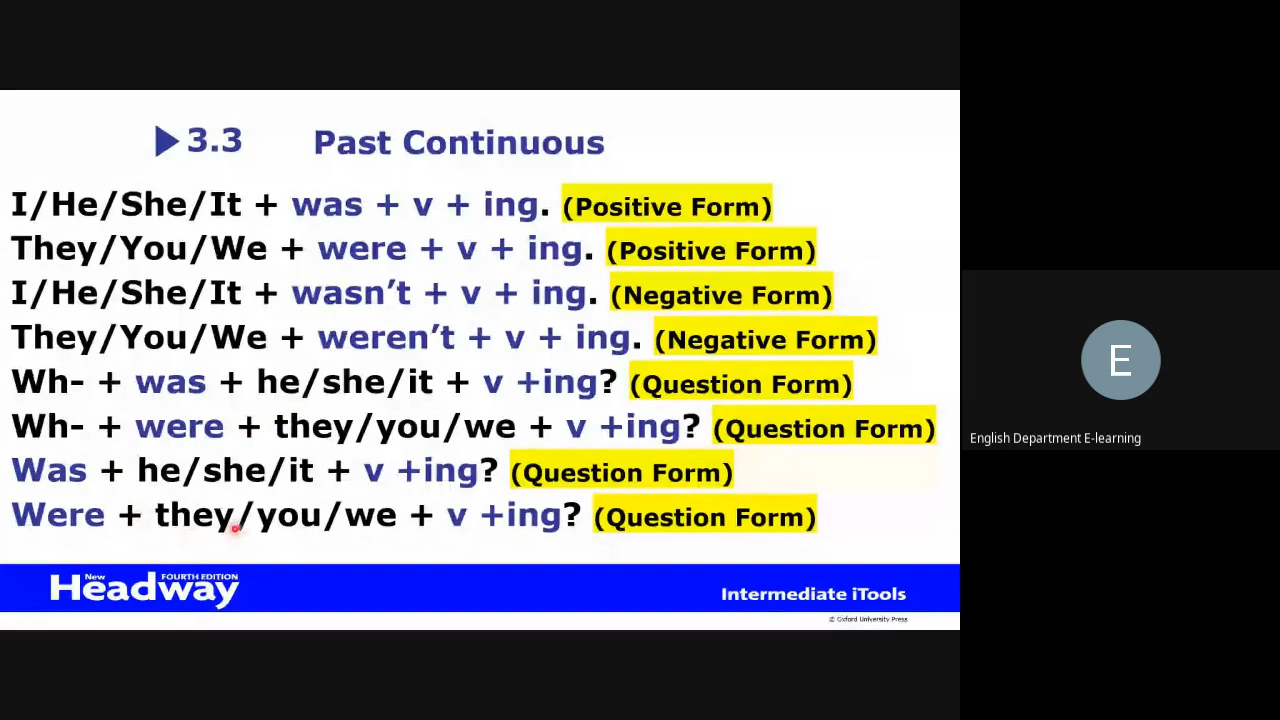 3.3 Past Continuous
I/He/She/It + was + v + ing. (Positive Form)
They/You/We + were + v + ing. (Positive Form)
I/He/She/It + wasn’t + v + ing. (Negative Form)
They/You/We + weren’t + v + ing. (Negative Form)
Wh- + was + he/she/it + v +ing? (Question Form)
Wh- + were + they/you/we + v +ing? (Question Form)
Was + he/she/it + v +ing? (Question Form)
Were + they/you/we + v +ing? (Question Form)
New Headway FOURTH EDITION
Intermediate iTools
© Oxford University Press
E
English Department E-learning